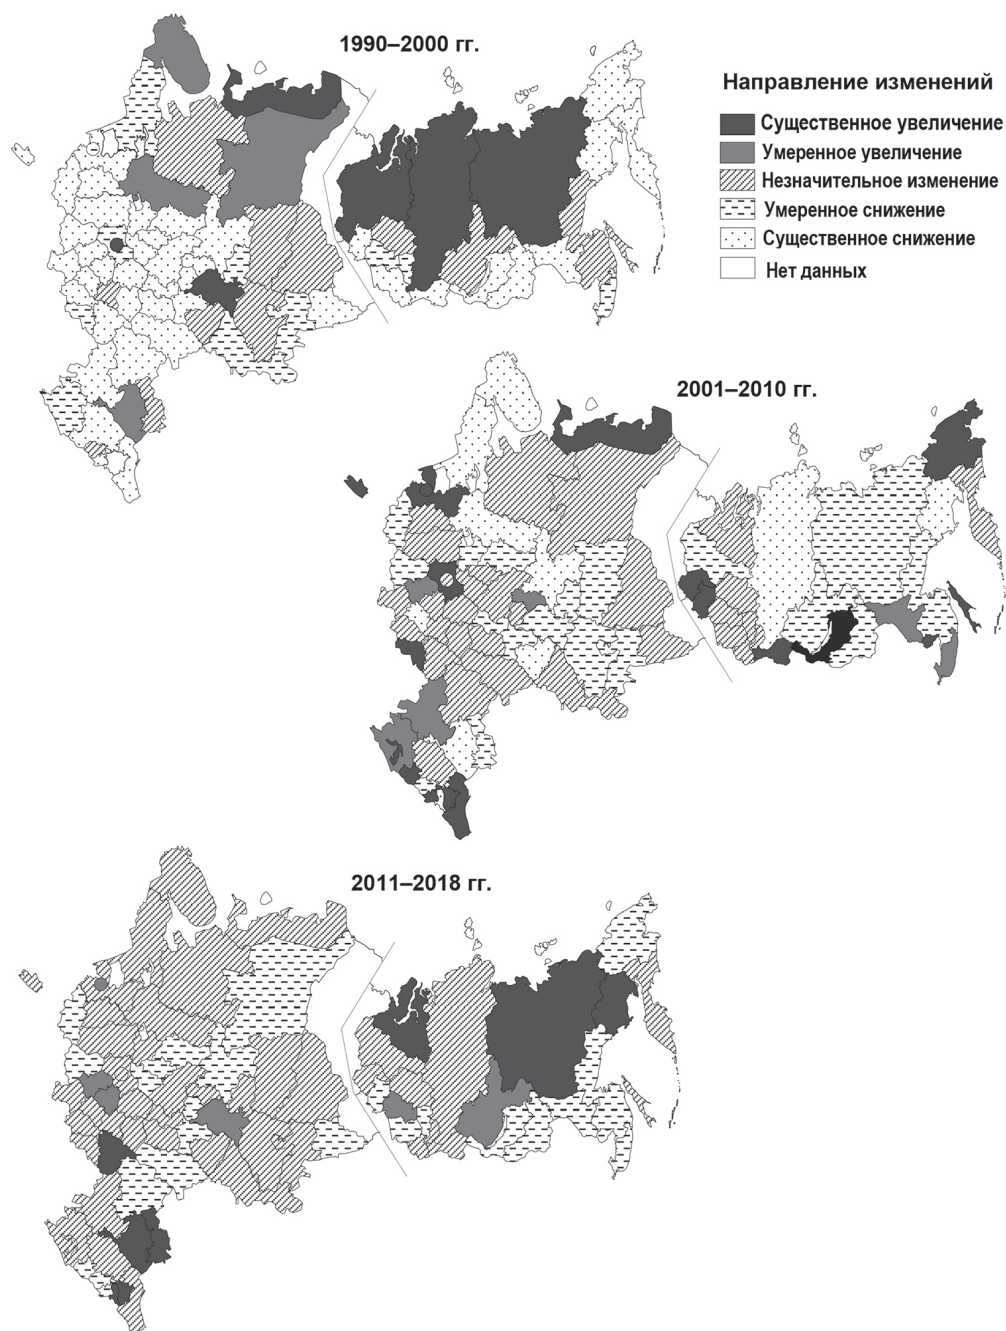 1990–2000 гг.
Направление изменений
Существенное увеличение
Умеренное увеличение
Незначительное изменение
Умеренное снижение
Существенное снижение
Нет данных
2001–2010 гг.
2011–2018 гг.